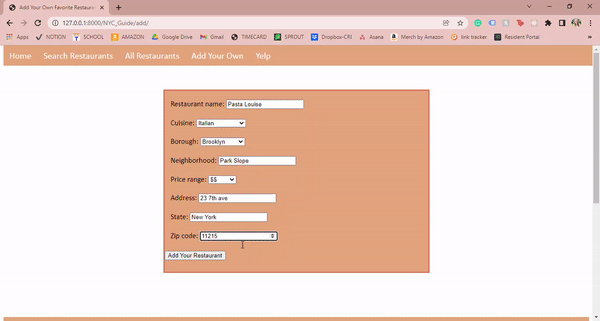 Add Your Own Favorite Restaura
127.0.0.1:8000/NYC_Guide/add/
Apps NOTION SCHOOL AMAZON Google Drive Gmail TIMECARD SPROUT Dropbox-CRI Asana Merch by Amazon link tracker Resident Portal
Home Search Restaurants All Restaurants Add Your Own Yelp
Restaurant name: Pasta Louise
Cuisine: Italian
Borough: Brooklyn
Neighborhood: Park Slope
Price range: $$
Address: 23 7th ave
State: New York
Zip code: 11215
Add Your Restaurant